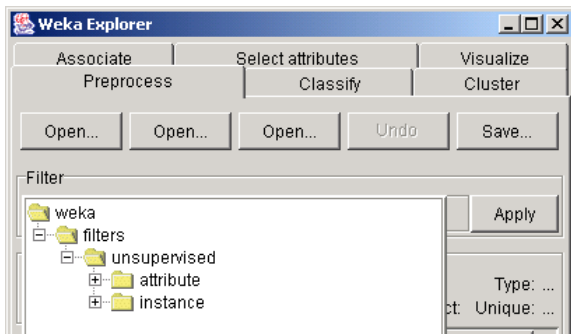 Weka Explorer
Associate Select attributes Visualize
Preprocess Classify Cluster
Open... Open... Open... Undo Save...
Filter
weka Apply
filters
unsupervised
attribute Type: ...
instance ct: Unique: ...